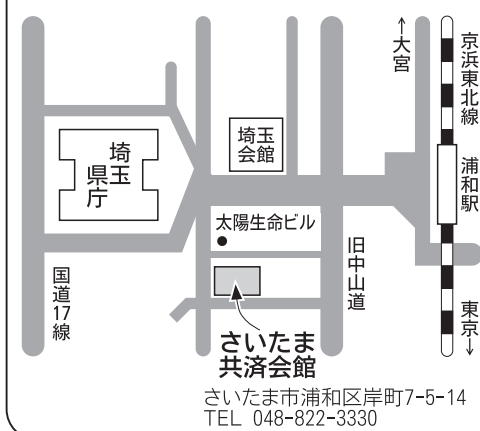 ↑大宮
京浜東北線
浦和駅
東京↓
埼玉
会館
埼玉
県庁
太陽生命ビル
旧中山道
国道17線
さいたま
共済会館
さいたま市浦和区岸町7-5-14
TEL 048-822-3330